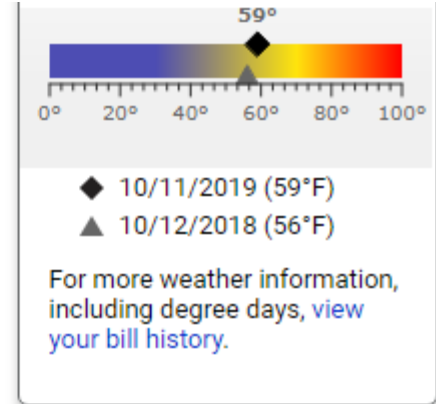 59°
0° 20° 40° 60° 80° 100°
10/11/2019 (59°F)
10/12/2018 (56°F)
For more weather information,
including degree days, view
your bill history.